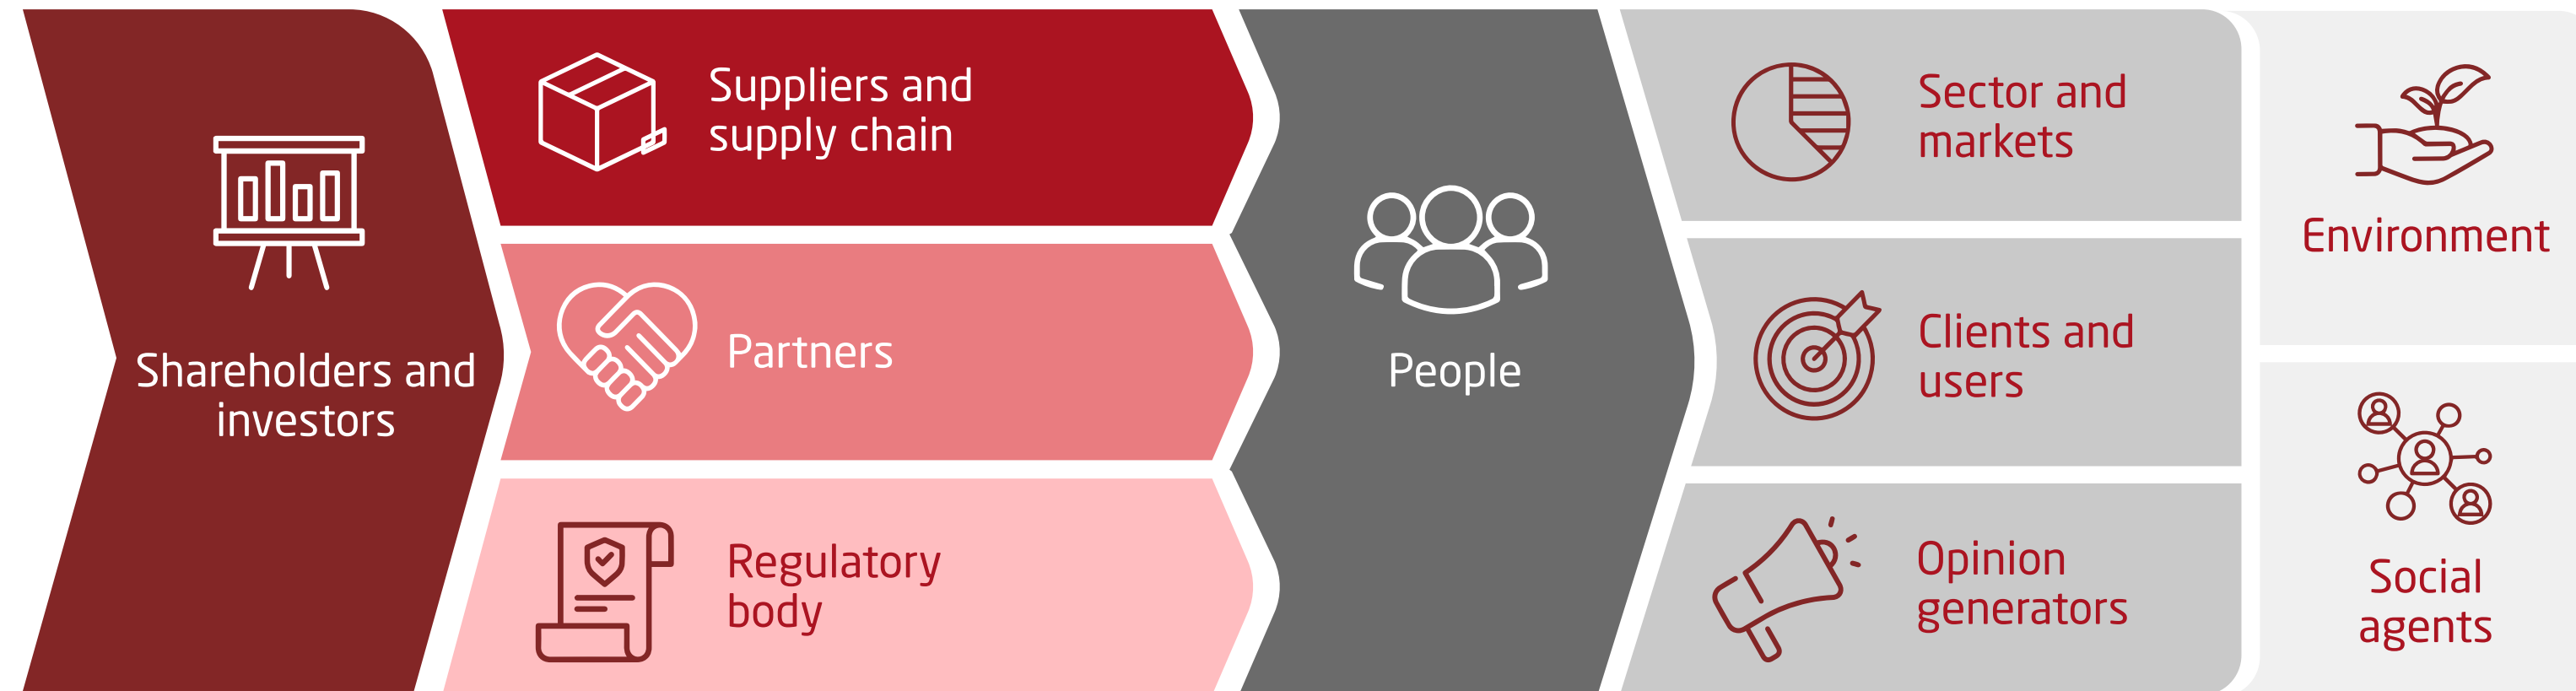 Shareholders and
investors
Suppliers and
supply chain
Partners
Regulatory
body
People
Sector and
markets
Clients and
users
Opinion
generators
Environment
Social
agents